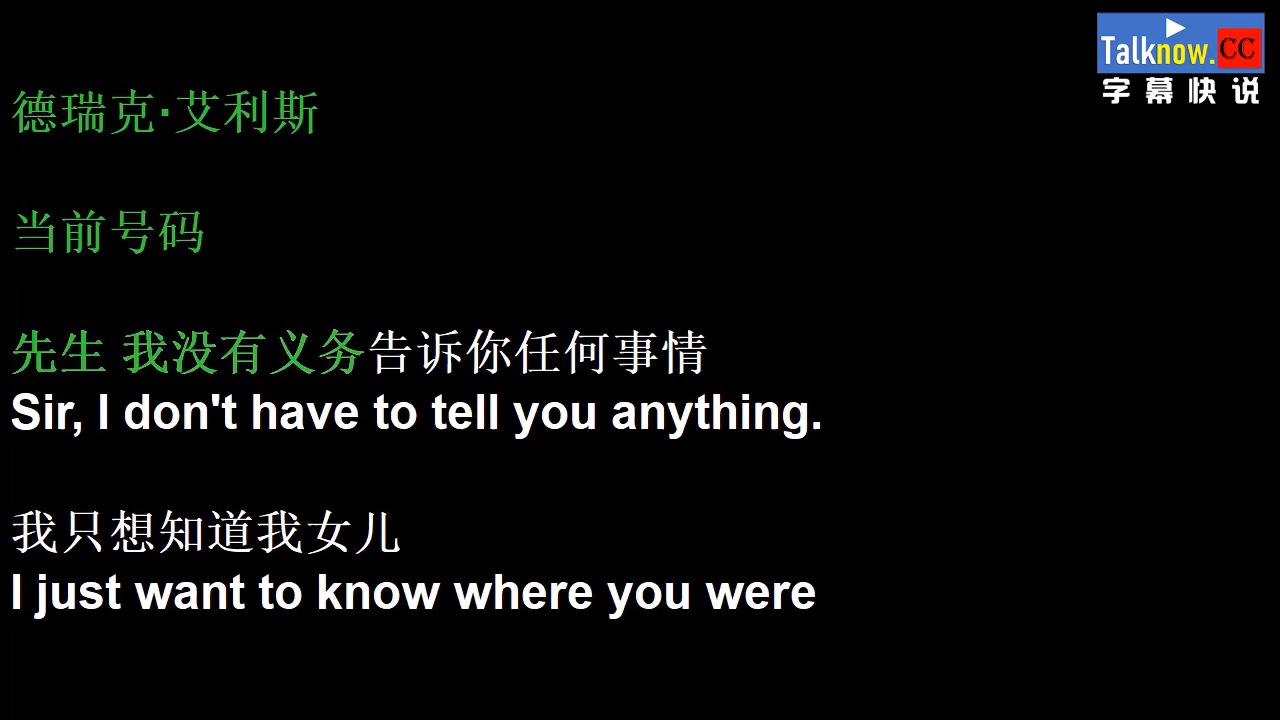 Talknow.CC
字幕快说
德瑞克·艾利斯
当前号码
先生 我没有义务告诉你任何事情
Sir, I don't have to tell you anything.
我只想知道我女儿
I just want to know where you were